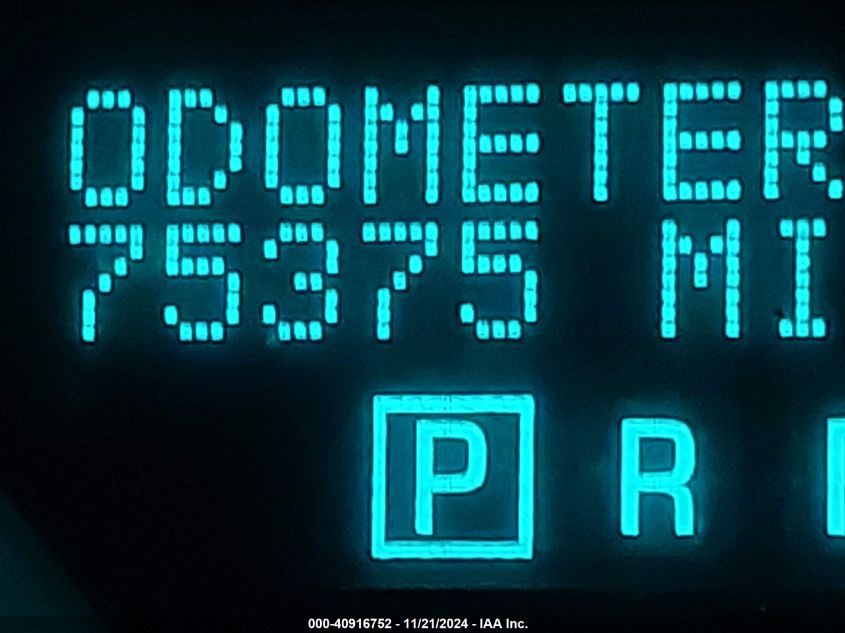 ODOMETER
75375 MI
P R
000-40916752 - 11/21/2024 - IAA Inc.